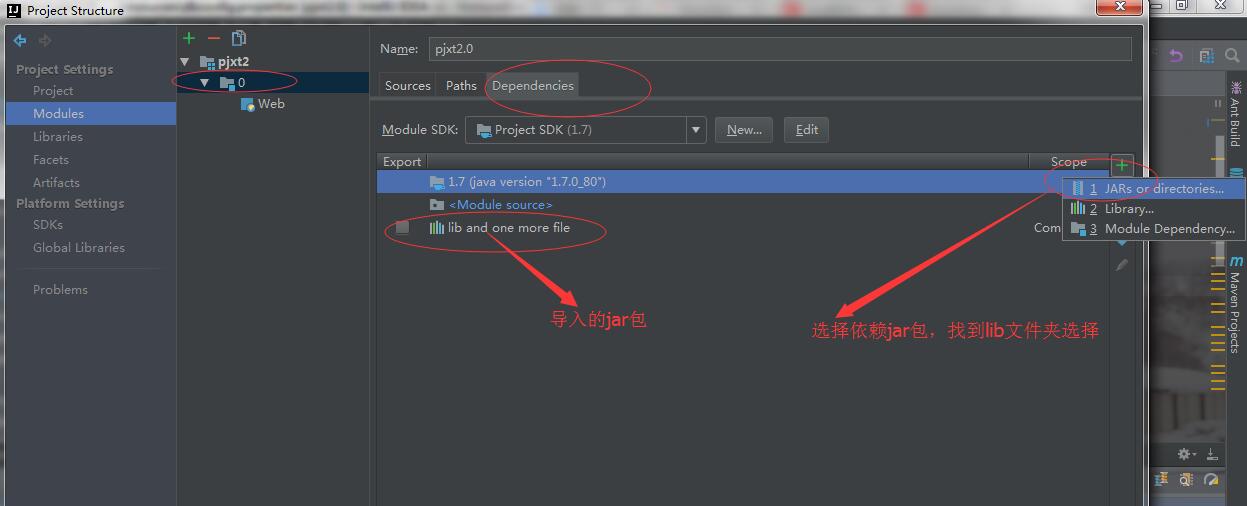 Project Structure
Project Settings
Project
Modules
Libraries
Facets
Artifacts
Platform Settings
SDKs
Global Libraries
Problems
pjxt2
0
Web
Name: pjxt2.0
Sources Paths Dependencies
Module SDK: Project SDK (1.7) New... Edit
Export Scope
1.7 (java version "1.7.0_80")
<Module source>
lib and one more file Com
1 JARs or directories...
2 Library...
3 Module Dependency...
导入的jar包
选择依赖jar包，找到lib文件夹选择
Ant Build
m Maven Projects